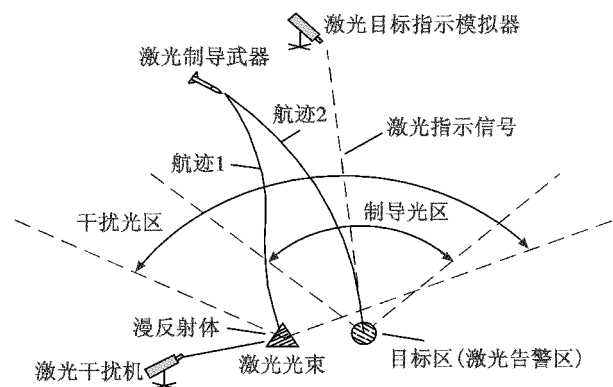 激光目标指示模拟器
激光制导武器
航迹2
激光指示信号
航迹1
干扰光区
制导光区
漫反射体
激光干扰机
激光光束
目标区(激光告警区)